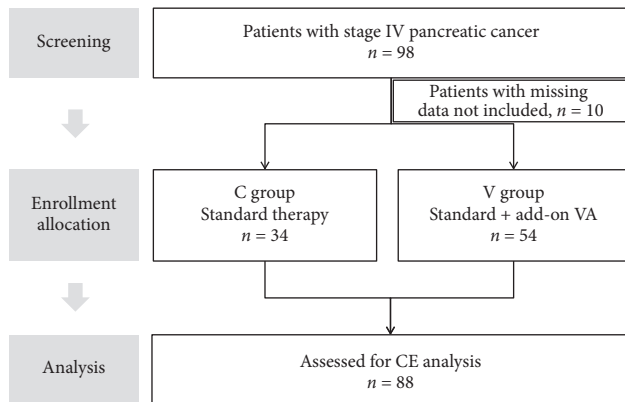 Screening
Patients with stage IV pancreatic cancer
n = 98
Patients with missing
data not included, n = 10
Enrollment
allocation
C group
Standard therapy
n = 34
V group
Standard + add-on VA
n = 54
Analysis
Assessed for CE analysis
n = 88